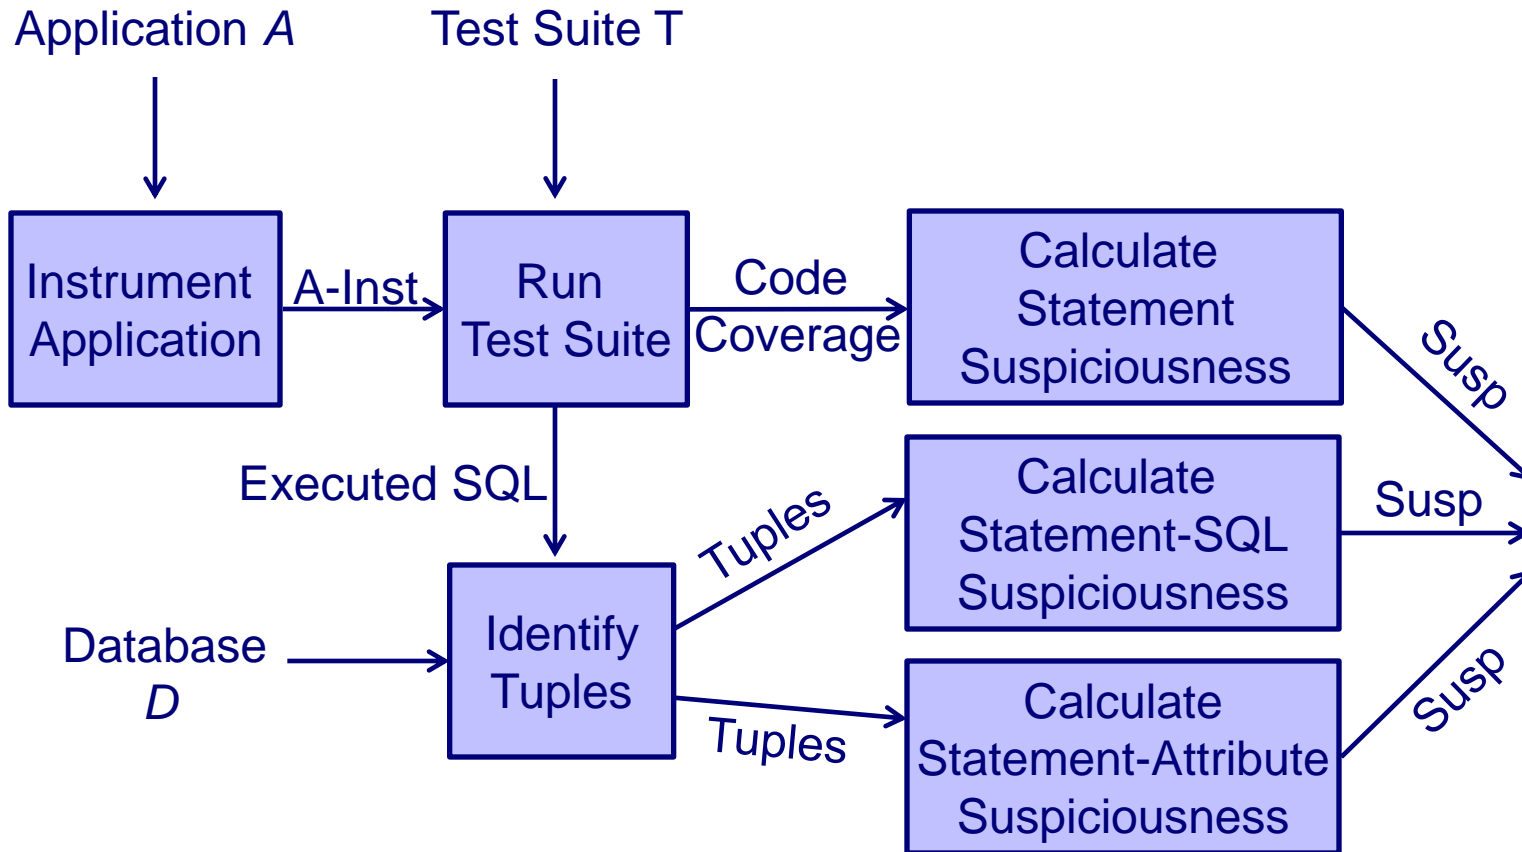 Application A
Test Suite T
Instrument
Application
A-Inst
Run
Test Suite
Code
Coverage
Calculate
Statement
Suspiciousness
Susp
Executed SQL
Tuples
Calculate
Statement-SQL
Suspiciousness
Susp
Database
D
Identify
Tuples
Tuples
Calculate
Statement-Attribute
Suspiciousness
Susp